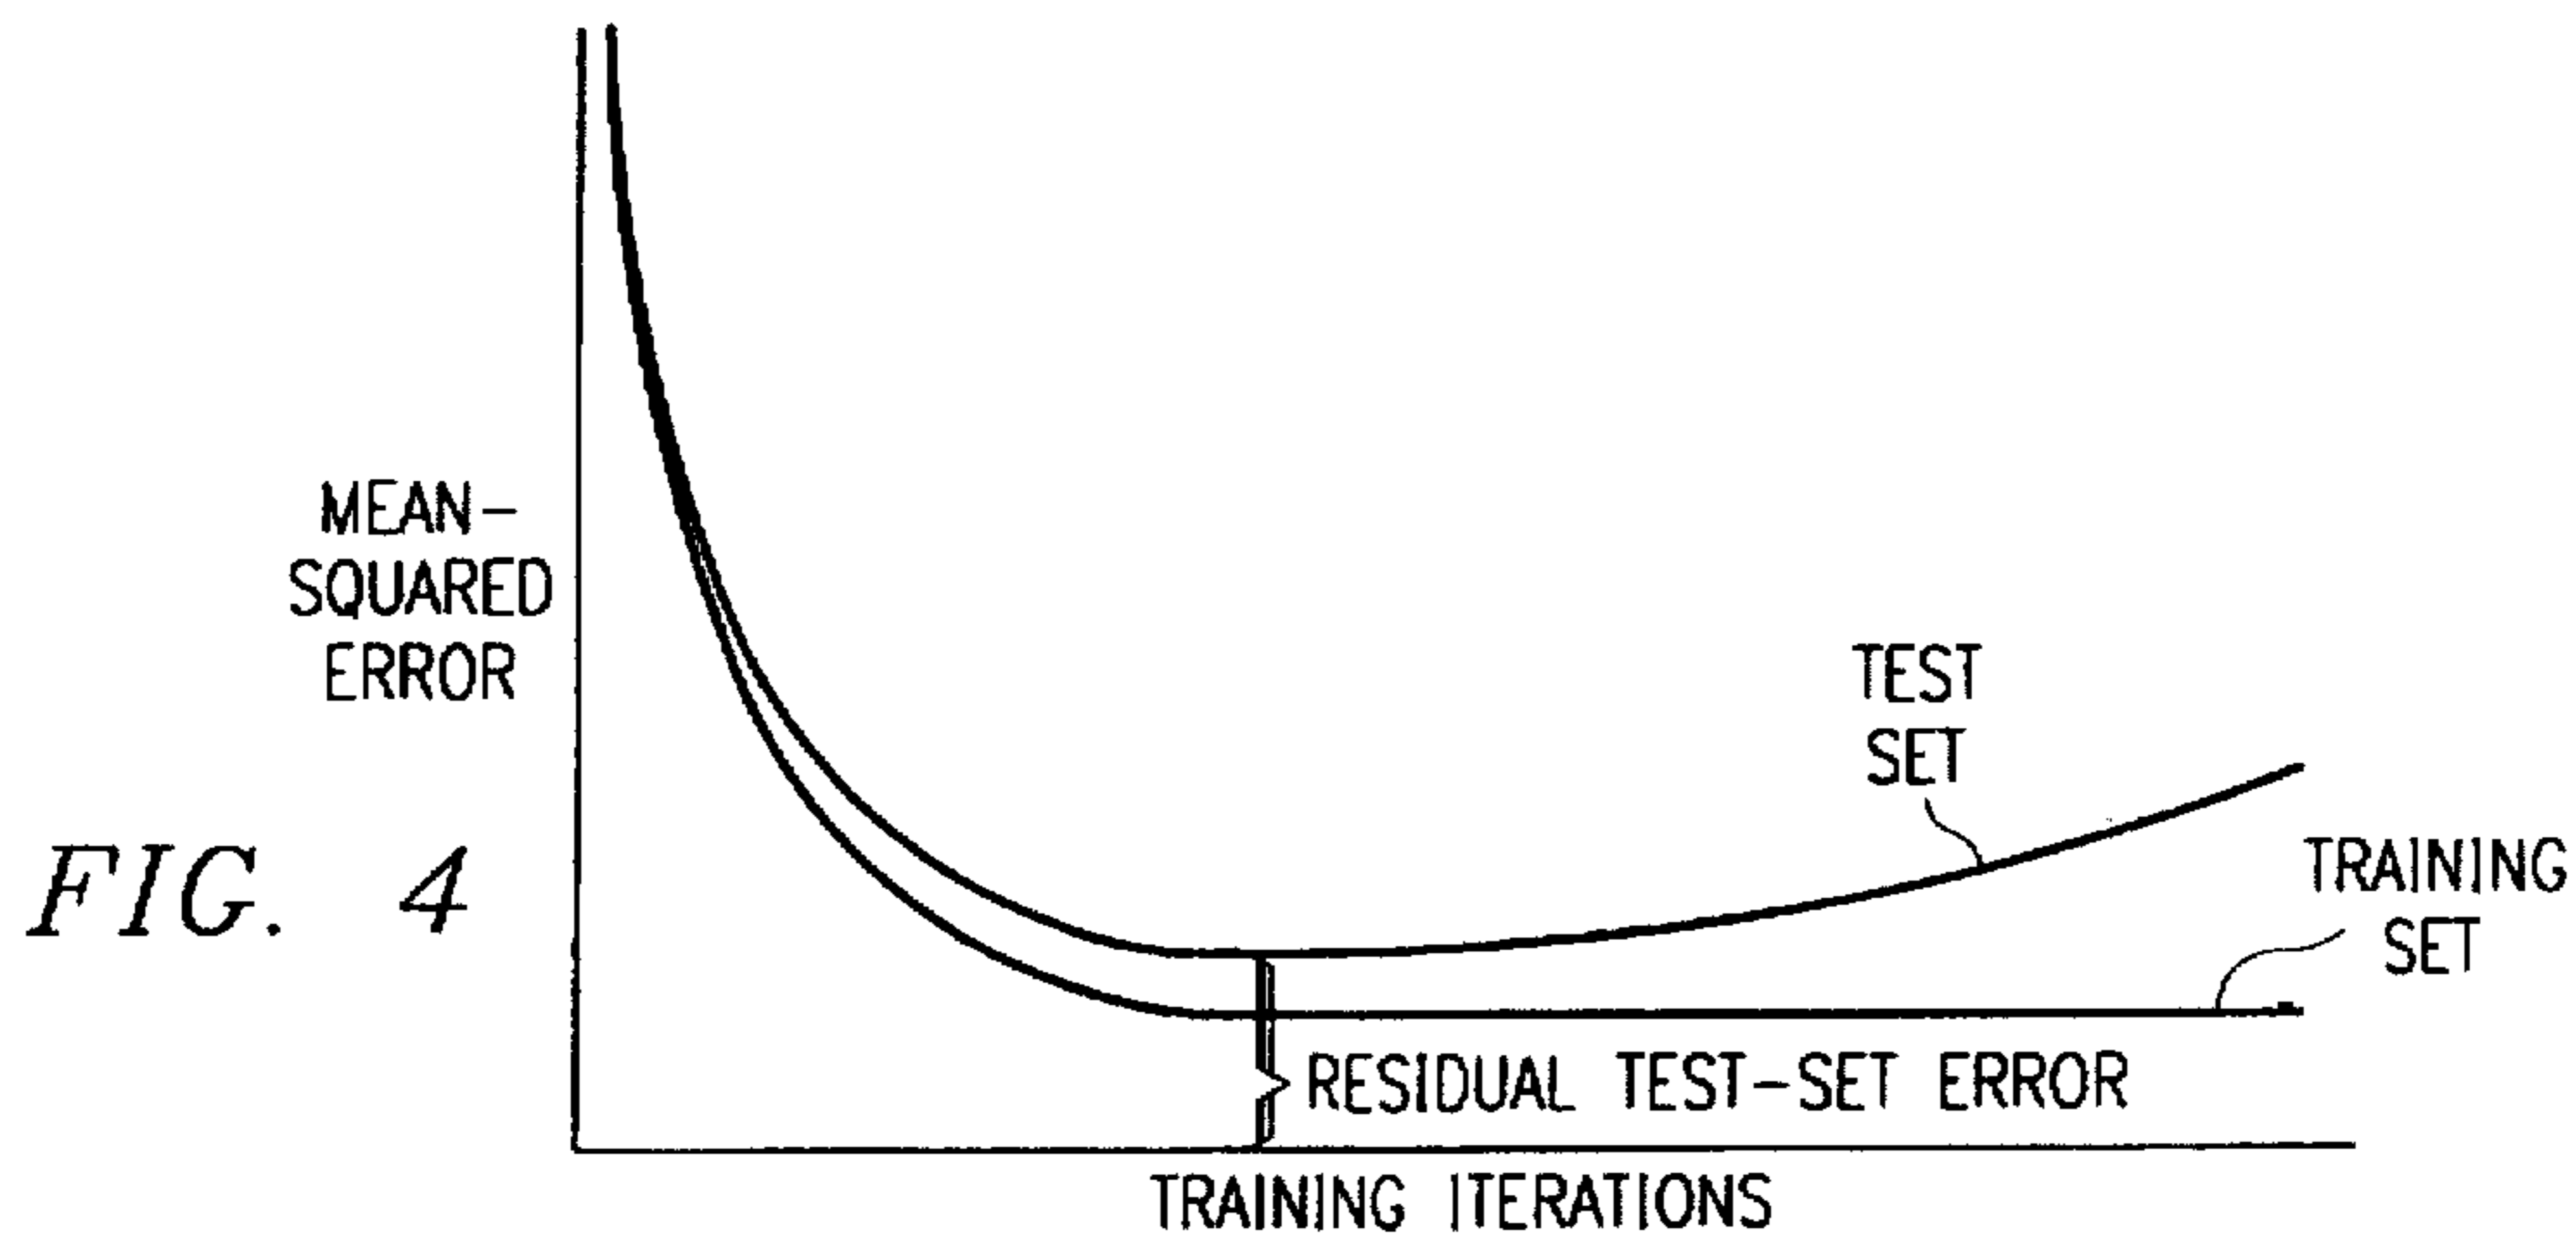 MEAN-
SQUARED
ERROR
TEST
SET
TRAINING
SET
FIG. 4
RESIDUAL TEST-SET ERROR
TRAINING ITERATIONS